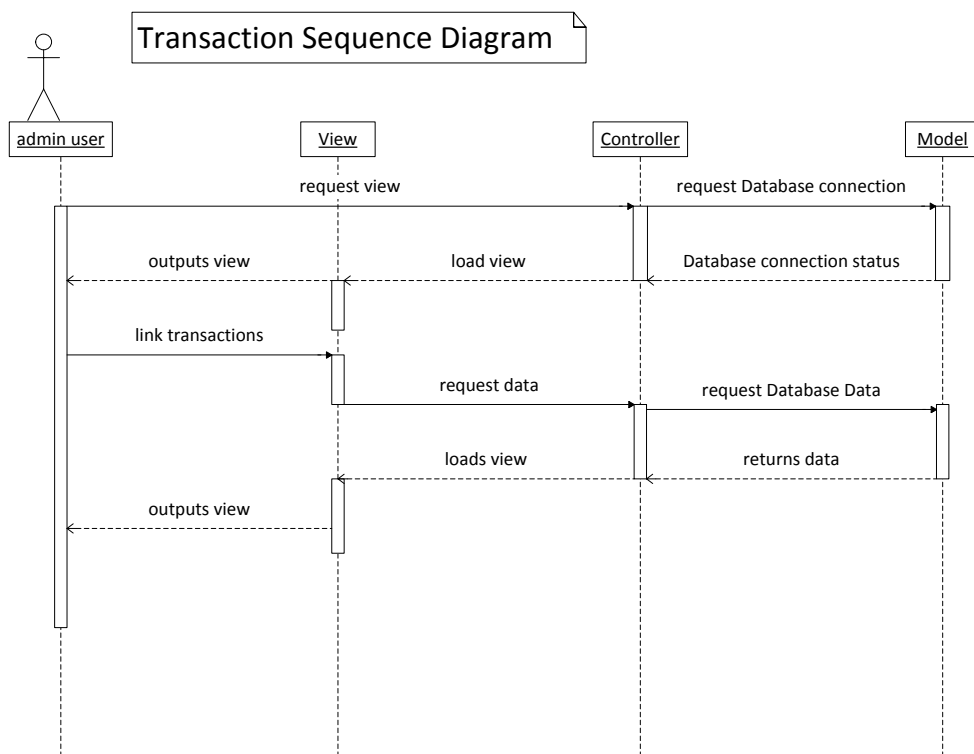 Transaction Sequence Diagram
admin user
View
Controller
Model
request view
request Database connection
outputs view
load view
Database connection status
link transactions
request data
request Database Data
loads view
returns data
outputs view